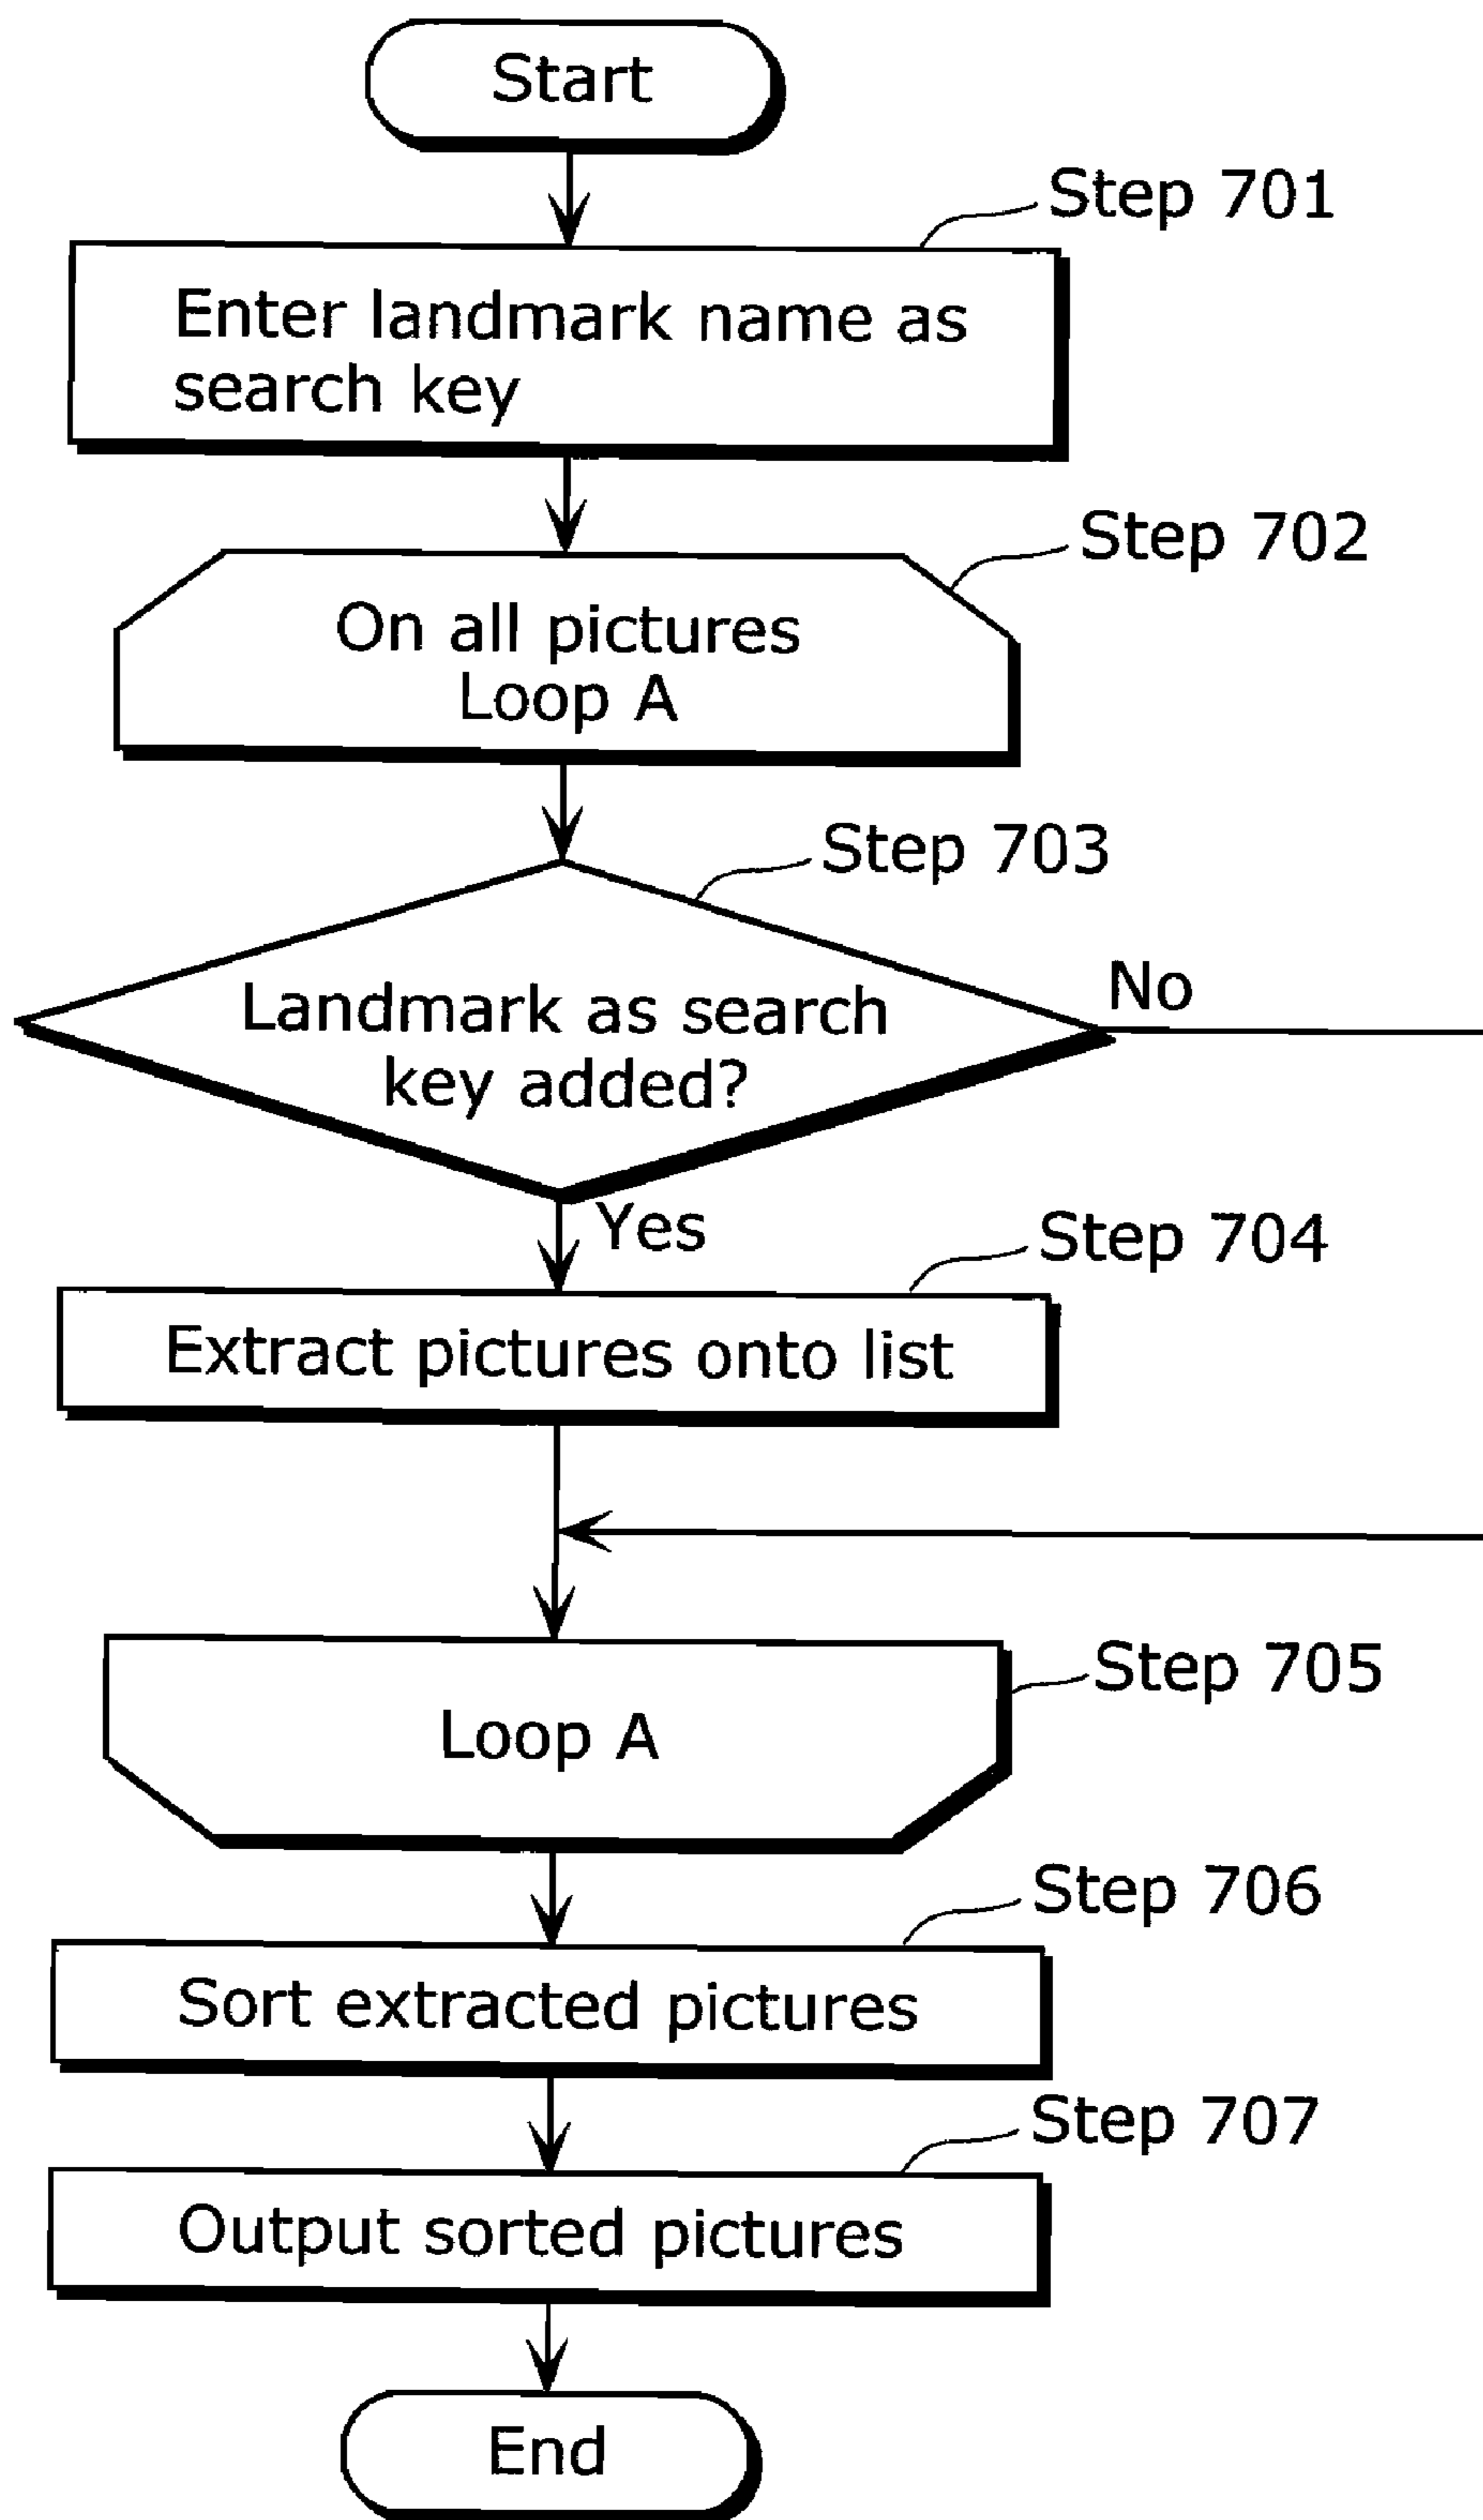 Start
Step 701
Enter landmark name as
search key
Step 702
On all pictures
Loop A
Step 703
No
Landmark as search
key added?
Yes
Step 704
Extract pictures onto list
Step 705
Loop A
Step 706
Sort extracted pictures
Step 707
Output sorted pictures
End